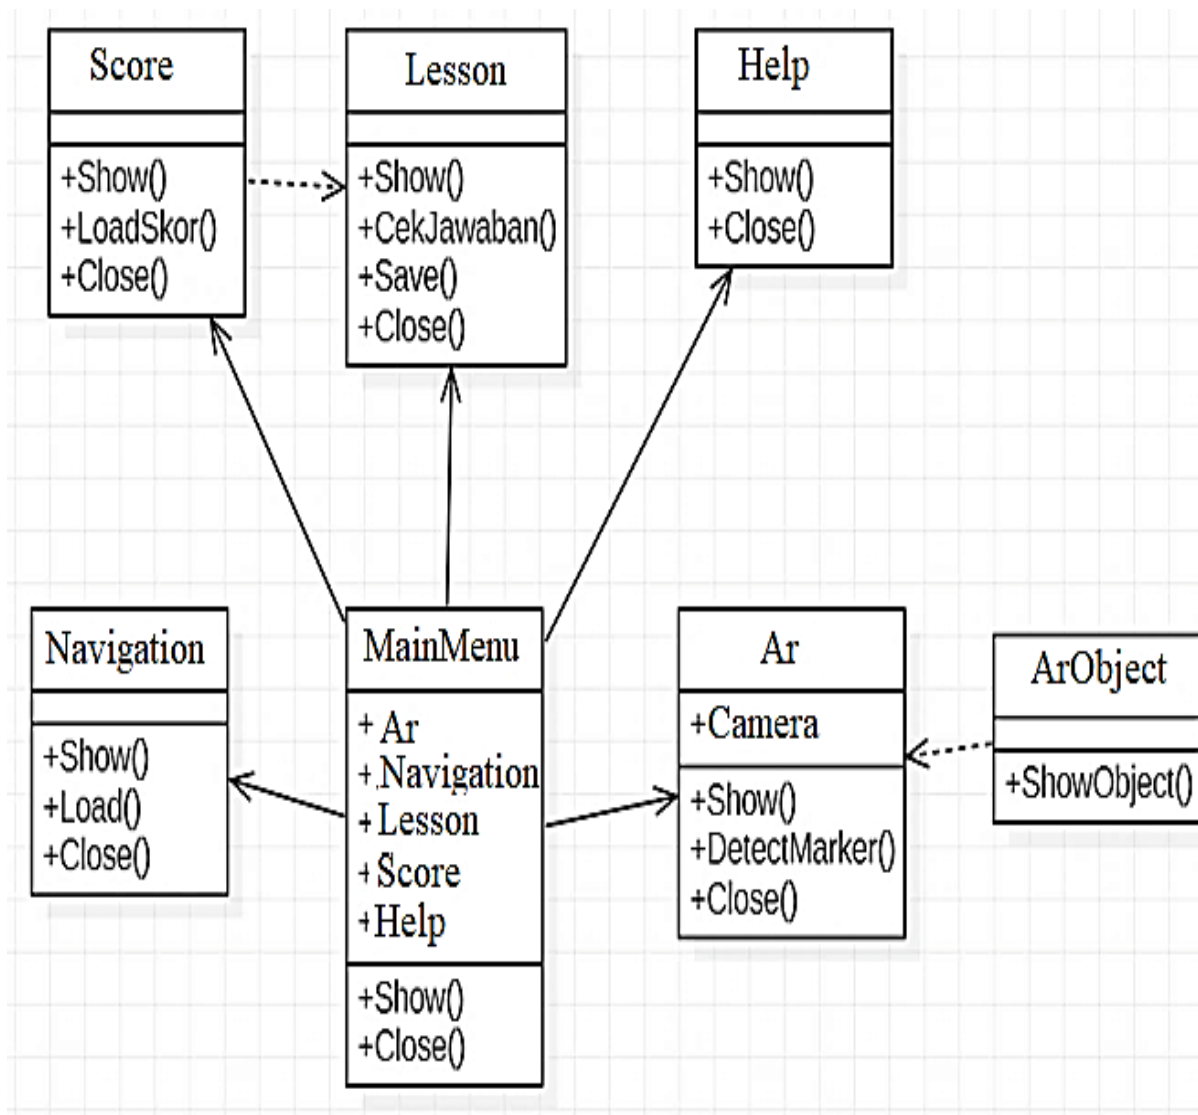 Score
+Show()
+LoadSkor()
+Close()
Lesson
+Show()
+CekJawaban()
+Save()
+Close()
Help
+Show()
+Close()
Navigation
+Show()
+Load()
+Close()
MainMenu
+ Ar
+ Navigation
+ Lesson
+ Score
+Help
+Show()
+Close()
Ar
+Camera
+Show()
+DetectMarker()
+Close()
ArObject
+ShowObject()